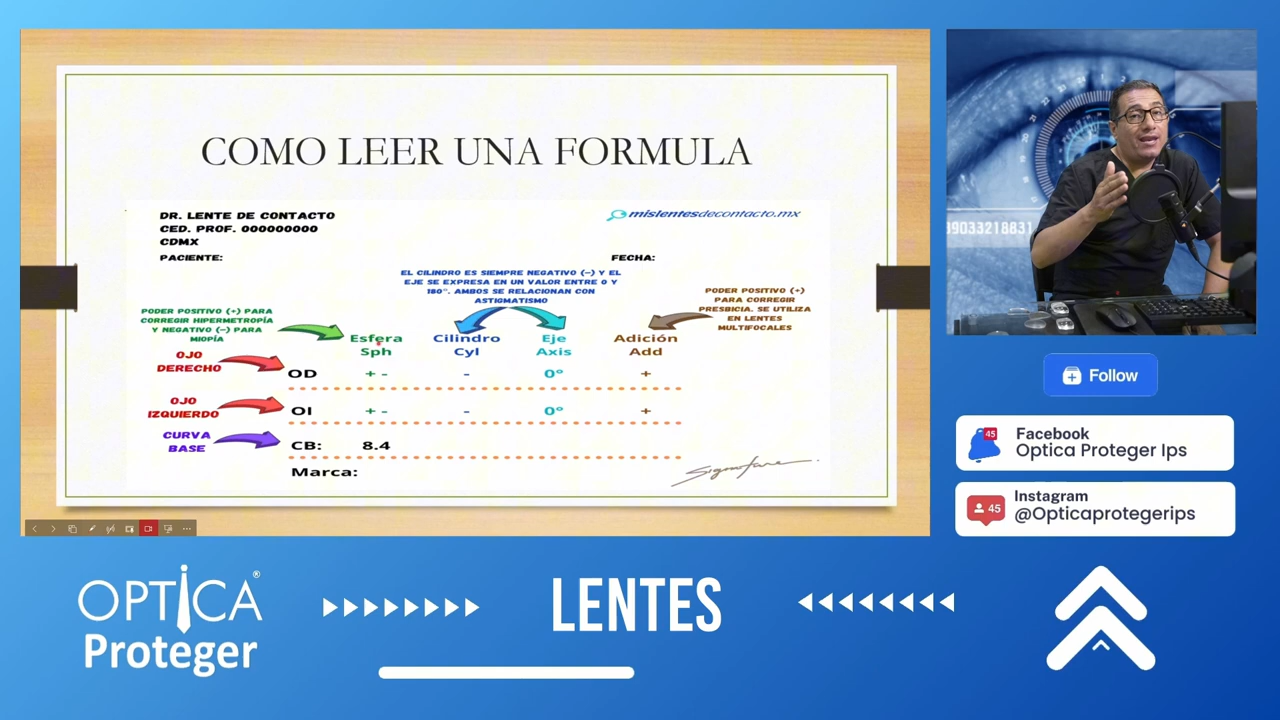 COMO LEER UNA FORMULA
DR. LENTE DE CONTACTO
CED. PROF. 000000000
CDMX
PACIENTE:
mislentesdecontacto.mx
FECHA:
EL CILINDRO ES SIEMPRE NEGATIVO (–) Y EL
EJE SE EXPRESA EN UN VALOR ENTRE 0 Y
180°. AMBOS SE RELACIONAN CON
ASTIGMATISMO
PODER POSITIVO (+)
PARA CORREGIR
PRESBICIA. SE UTILIZA
EN LENTES
MULTIFOCALES
PODER POSITIVO (+) PARA
CORREGIR HIPERMETROPÍA
Y NEGATIVO (–) PARA
MIOPÍA
Esfera Cilindro Eje Adición
Sph Cyl Axis Add
OJO
DERECHO
OD + - - 0° +
OJO
IZQUIERDO
OI + - - 0° +
CURVA
BASE
CB: 8.4
Marca:
Signature
39033218831
Follow
45
Facebook
Optica Proteger Ips
45
Instagram
@Opticaprotegerips
OPTICA®
Proteger
LENTES